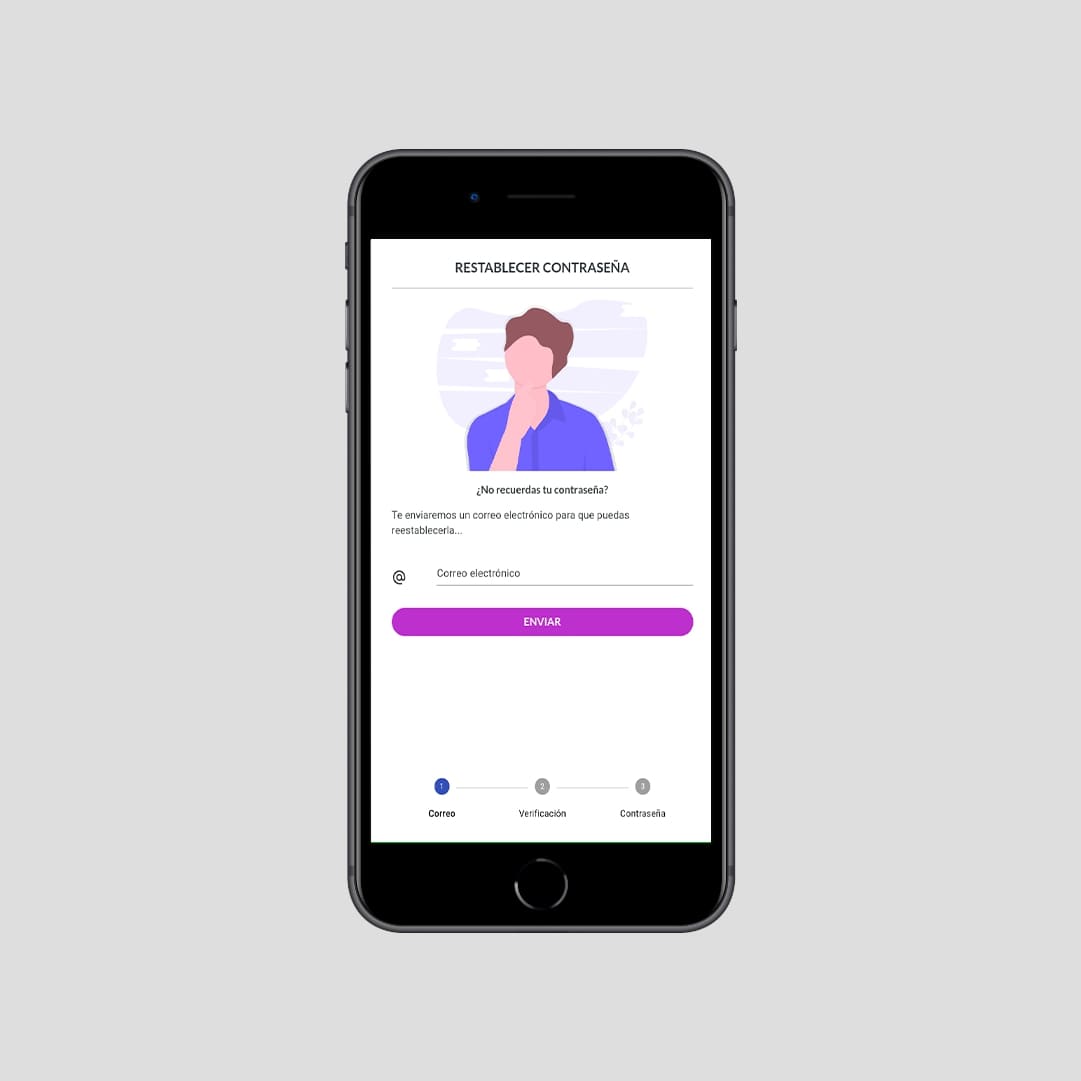 RESTABLECER CONTRASEÑA
¿No recuerdas tu contraseña?
Te enviaremos un correo electrónico para que puedas
reestablecerla...
@
Correo electrónico
ENVIAR
1
2
3
Correo
Verificación
Contraseña